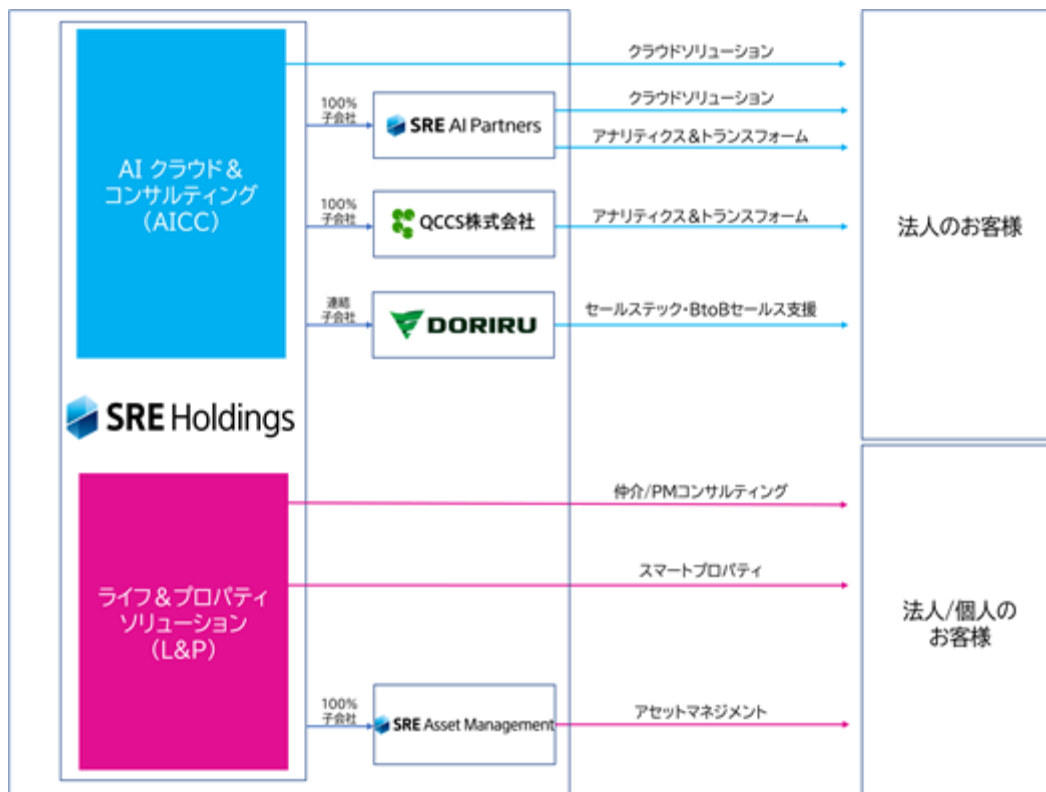 クラウドソリューション
100%
子会社
SRE AI Partners
クラウドソリューション
アナリティクス&トランスフォーム
AI クラウド&
コンサルティング
(AICC)
100%
子会社
QCCS株式会社
アナリティクス&トランスフォーム
法人のお客様
連結
子会社
DORIRU
セールステック・BtoBセールス支援
SRE Holdings
仲介/PMコンサルティング
スマートプロパティ
ライフ&プロパティ
ソリューション
(L&P)
法人/個人の
お客様
100%
子会社
SRE Asset Management
アセットマネジメント